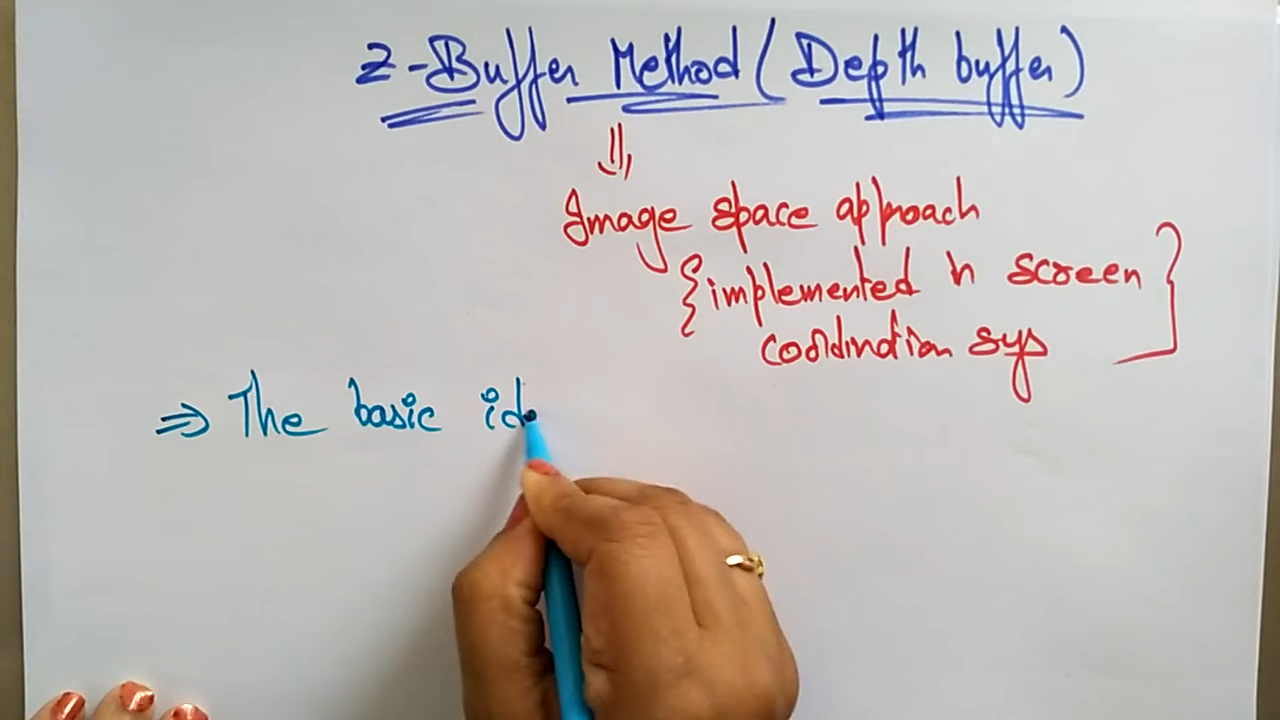 Z-Buffer Method (Depth buffer)
⇓
Image space approach
{implemented in screen
coordination sys }
⇒ The basic id